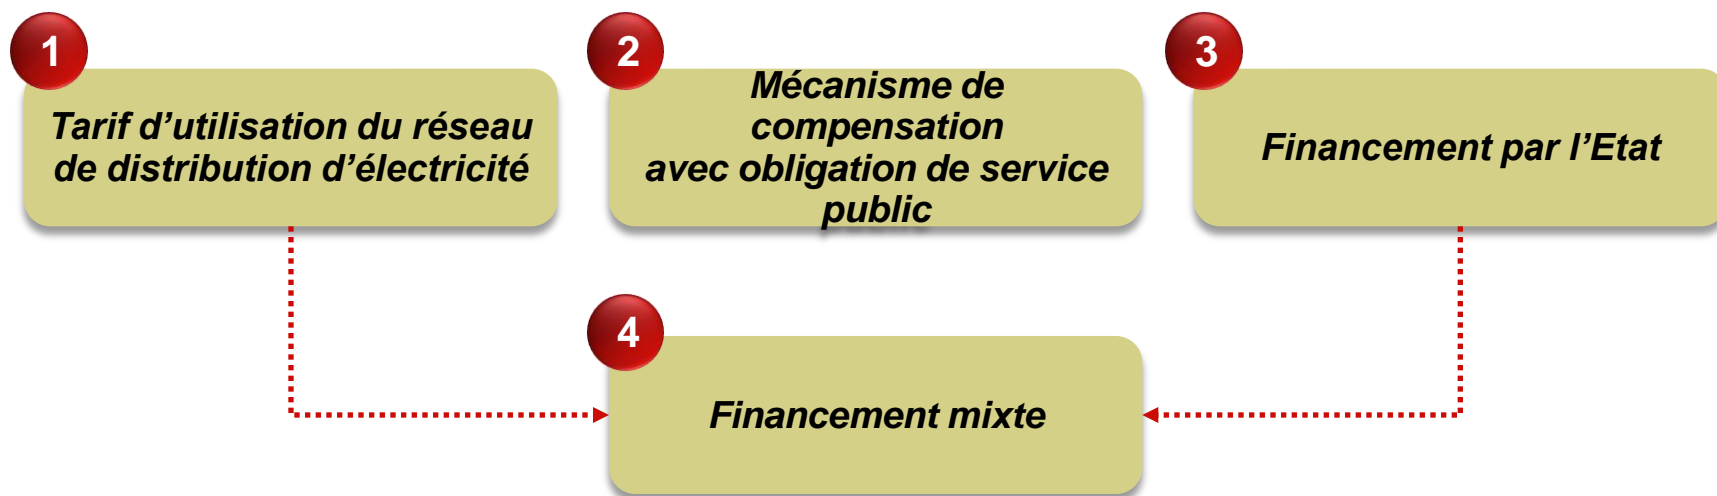 1
Tarif d’utilisation du réseau
de distribution d’électricité
2
Mécanisme de
compensation
avec obligation de service
public
3
Financement par l’Etat
4
Financement mixte